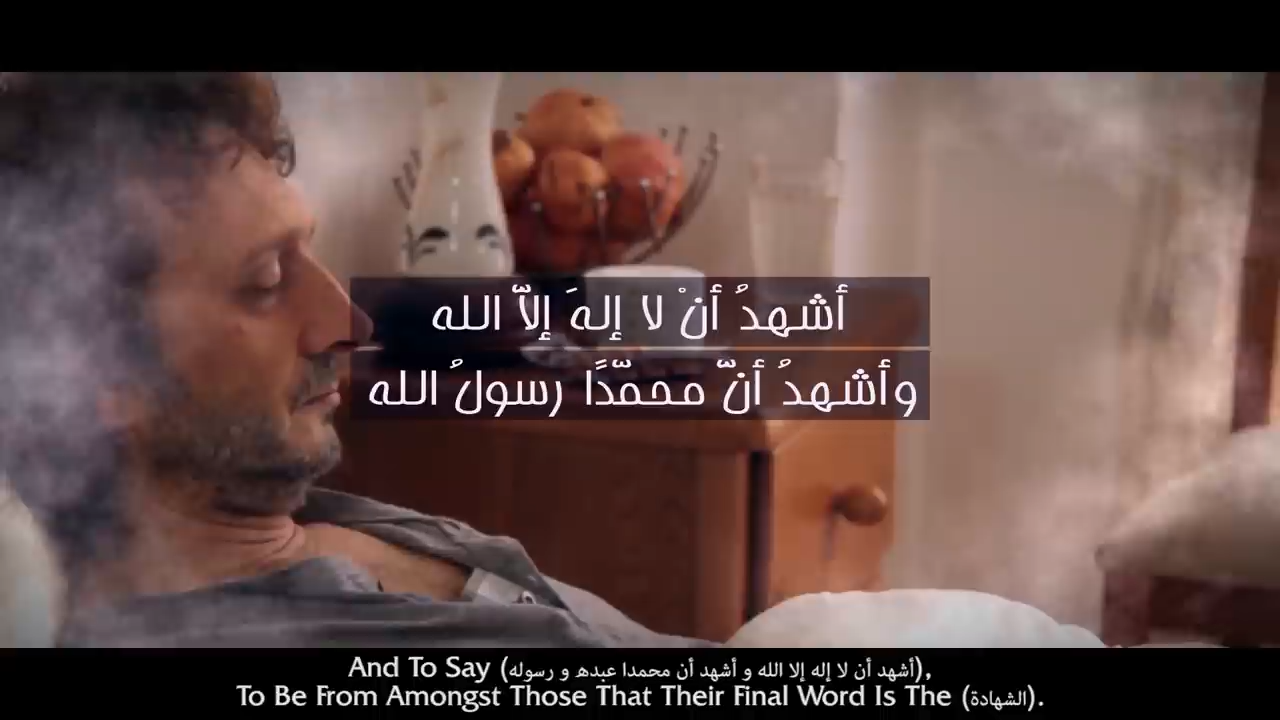 أشهدُ أنْ لا إلهَ إلاَّ الله
وأشهدُ أنَّ محمّدًا رسولُ الله
And To Say (أشهد أن لا إله إلا الله و أشهد أن محمدا عبده و رسوله),
To Be From Amongst Those That Their Final Word Is The (الشهادة).